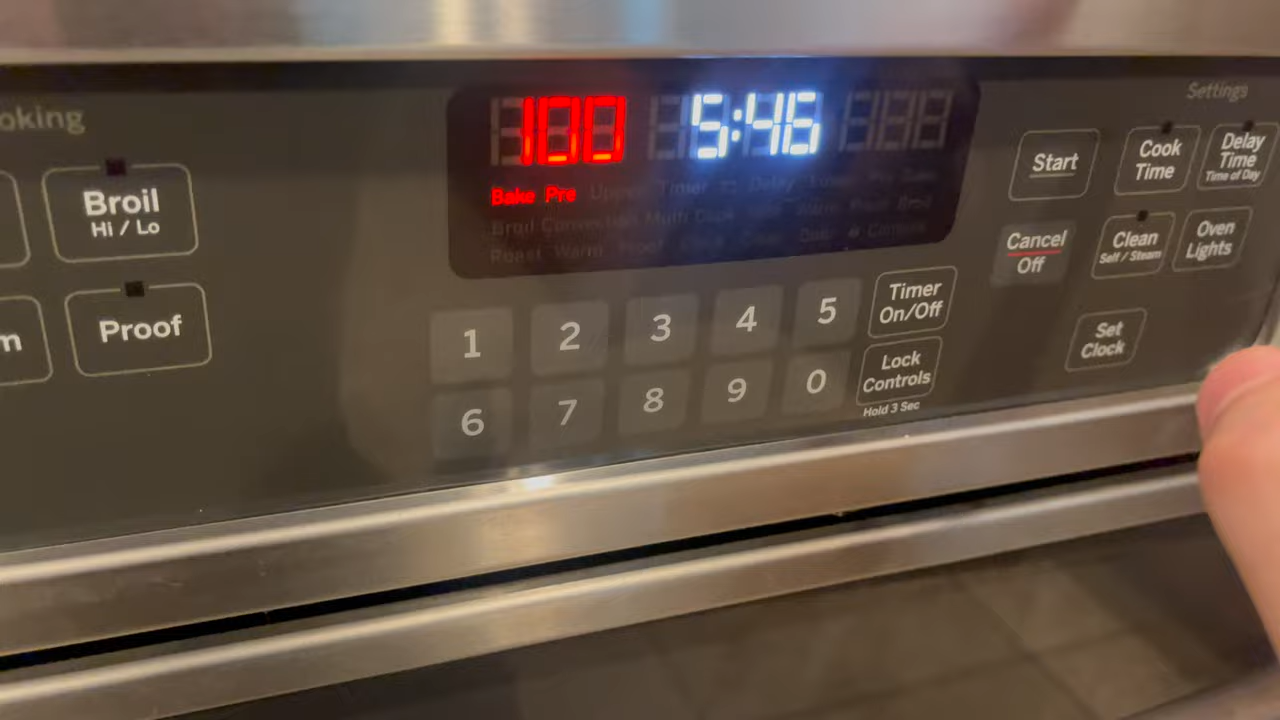 oking
Broil
Hi / Lo
m
Proof
100
5:46
Bake Pre
1 2 3 4 5
6 7 8 9 0
Timer
On/Off
Lock
Controls
Hold 3 Sec
Settings
Start
Cook
Time
Delay
Time
Time of Day
Cancel
Off
Clean
Self / Steam
Oven
Lights
Set
Clock